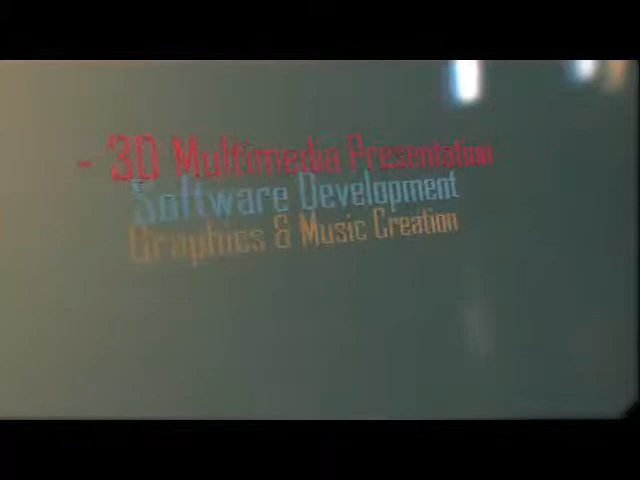 - 3D Multimedia Presentation
Software Development
Graphics & Music Creation